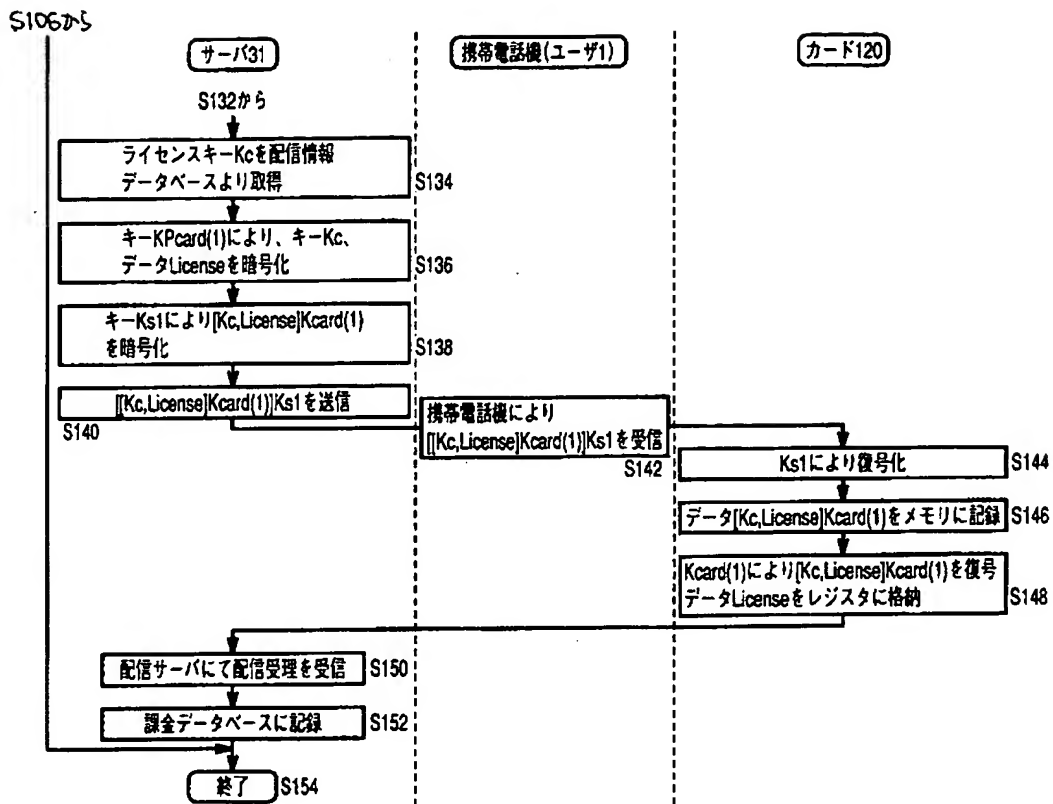 S106から
サーバ31
携帯電話機(ユーザ1)
カード120
S132から
ライセンスキーKcを配信情報
データベースより取得
S134
キーKPcard(1)により、キーKc、
データLicenseを暗号化
S136
キーKs1により[Kc,License]Kcard(1)
を暗号化
S138
[[Kc,License]Kcard(1)]Ks1を送信
S140
携帯電話機により
[[Kc,License]Kcard(1)]Ks1を受信
S142
Ks1により復号化
S144
データ[Kc,License]Kcard(1)をメモリに記録
S146
Kcard(1)により[Kc,License]Kcard(1)を復号
データLicenseをレジスタに格納
S148
配信サーバにて配信受理を受信
S150
課金データベースに記録
S152
終了
S154